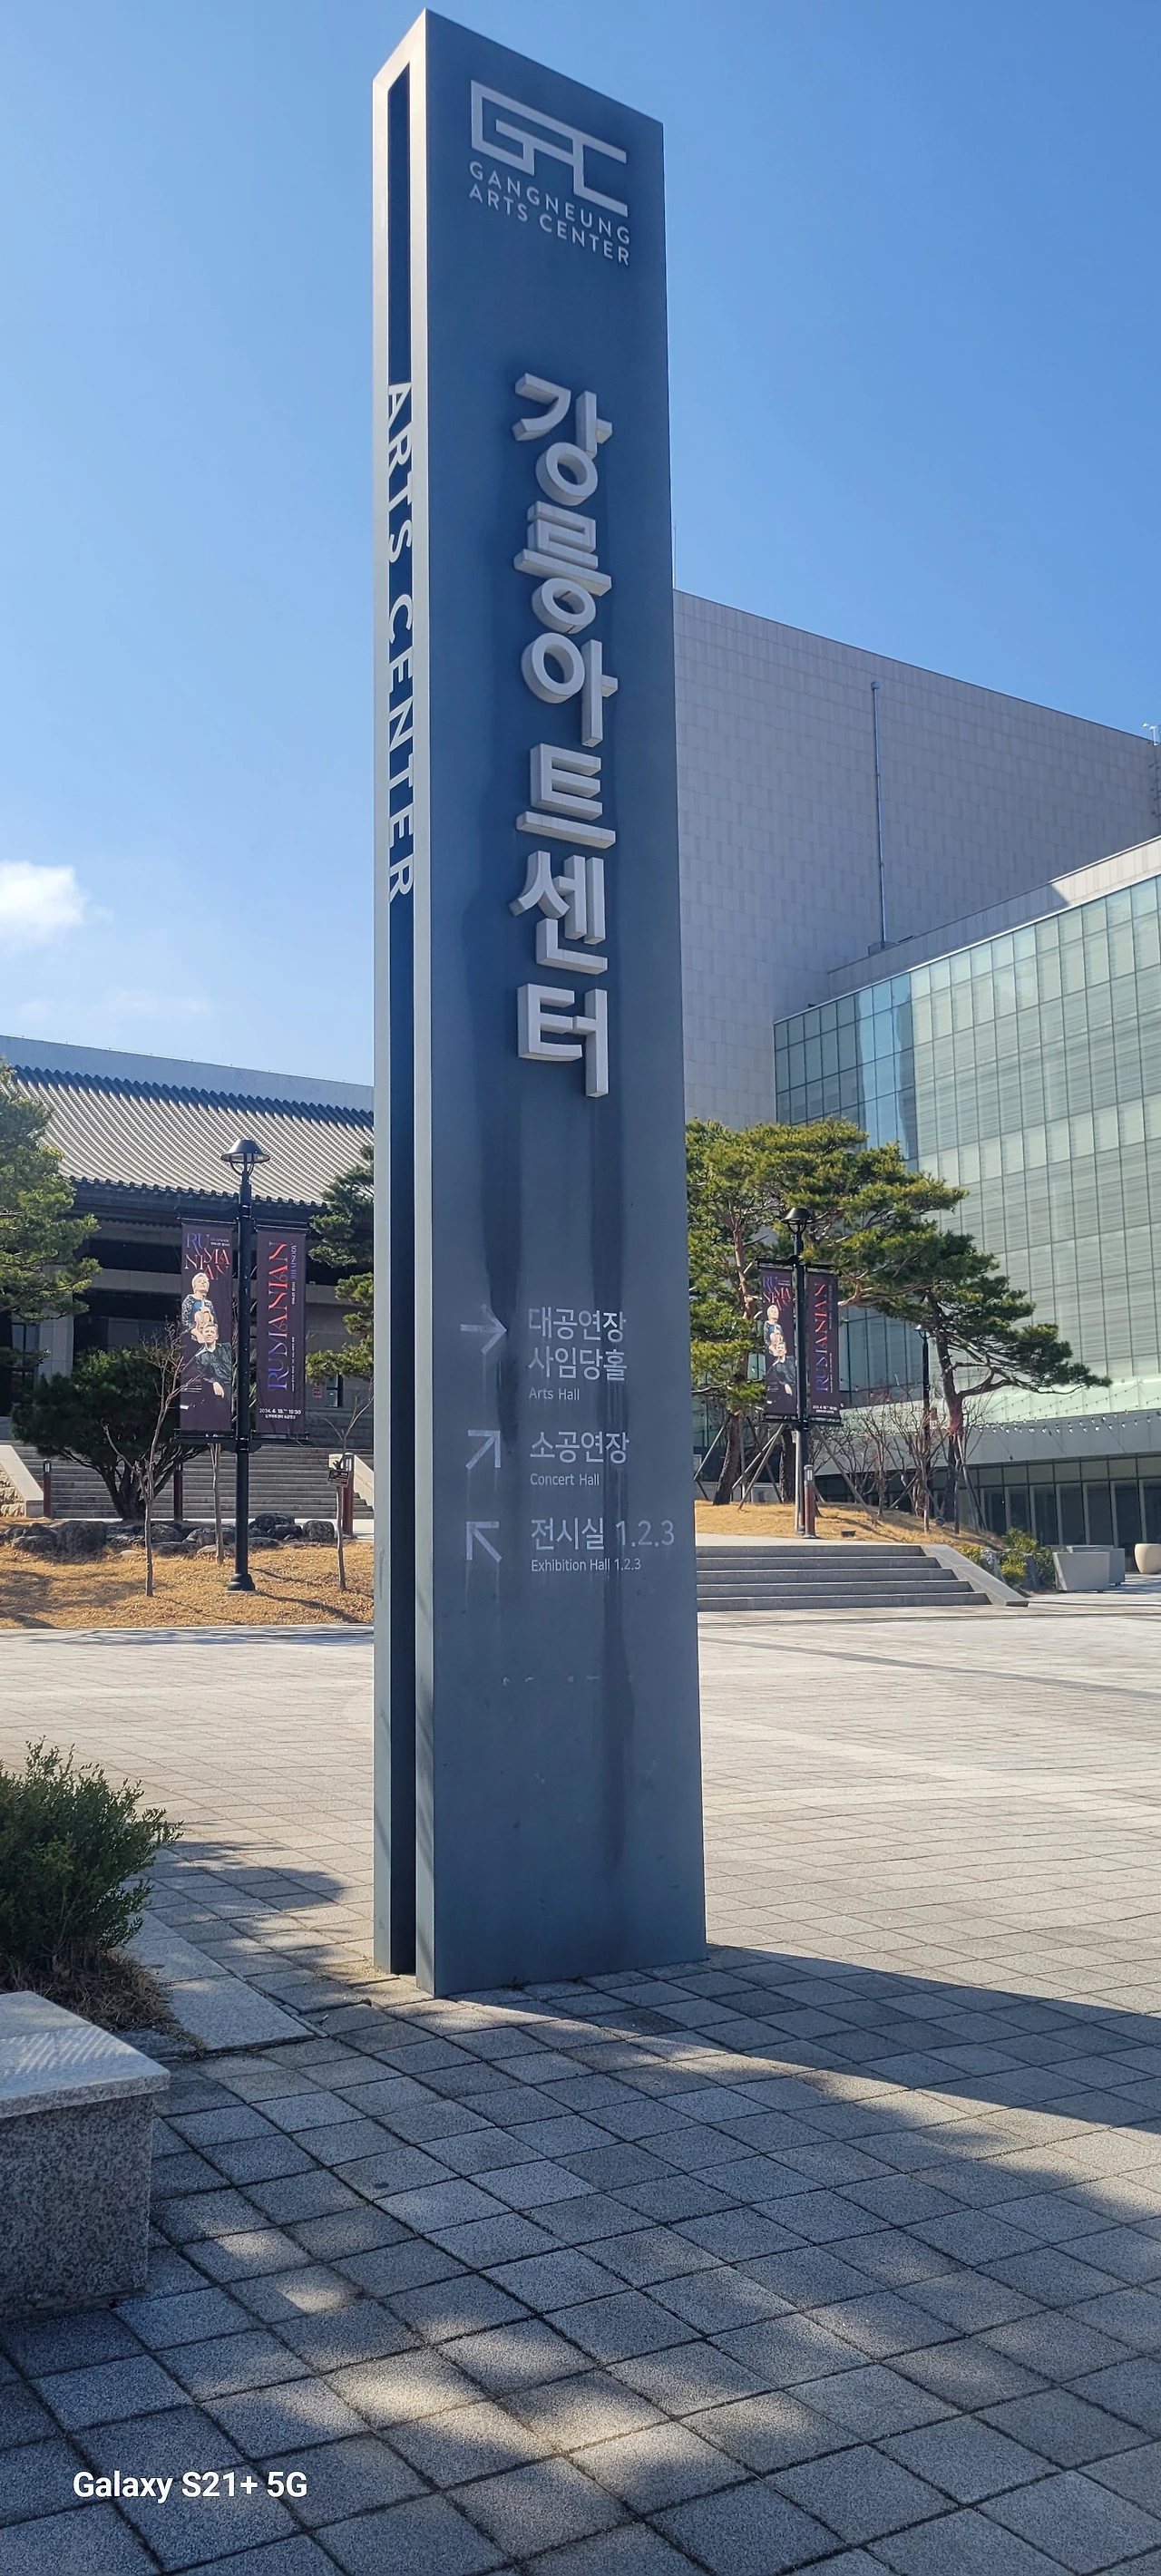 GAC
GANGNEUNG
ARTS CENTER
강릉아트센터
ARTS CENTER
대공연장
사임당홀
Arts Hall
소공연장
Concert Hall
전시실 1.2.3
Exhibition Hall 1.2.3
RUMANIAN
RUMANIAN
Galaxy S21+ 5G